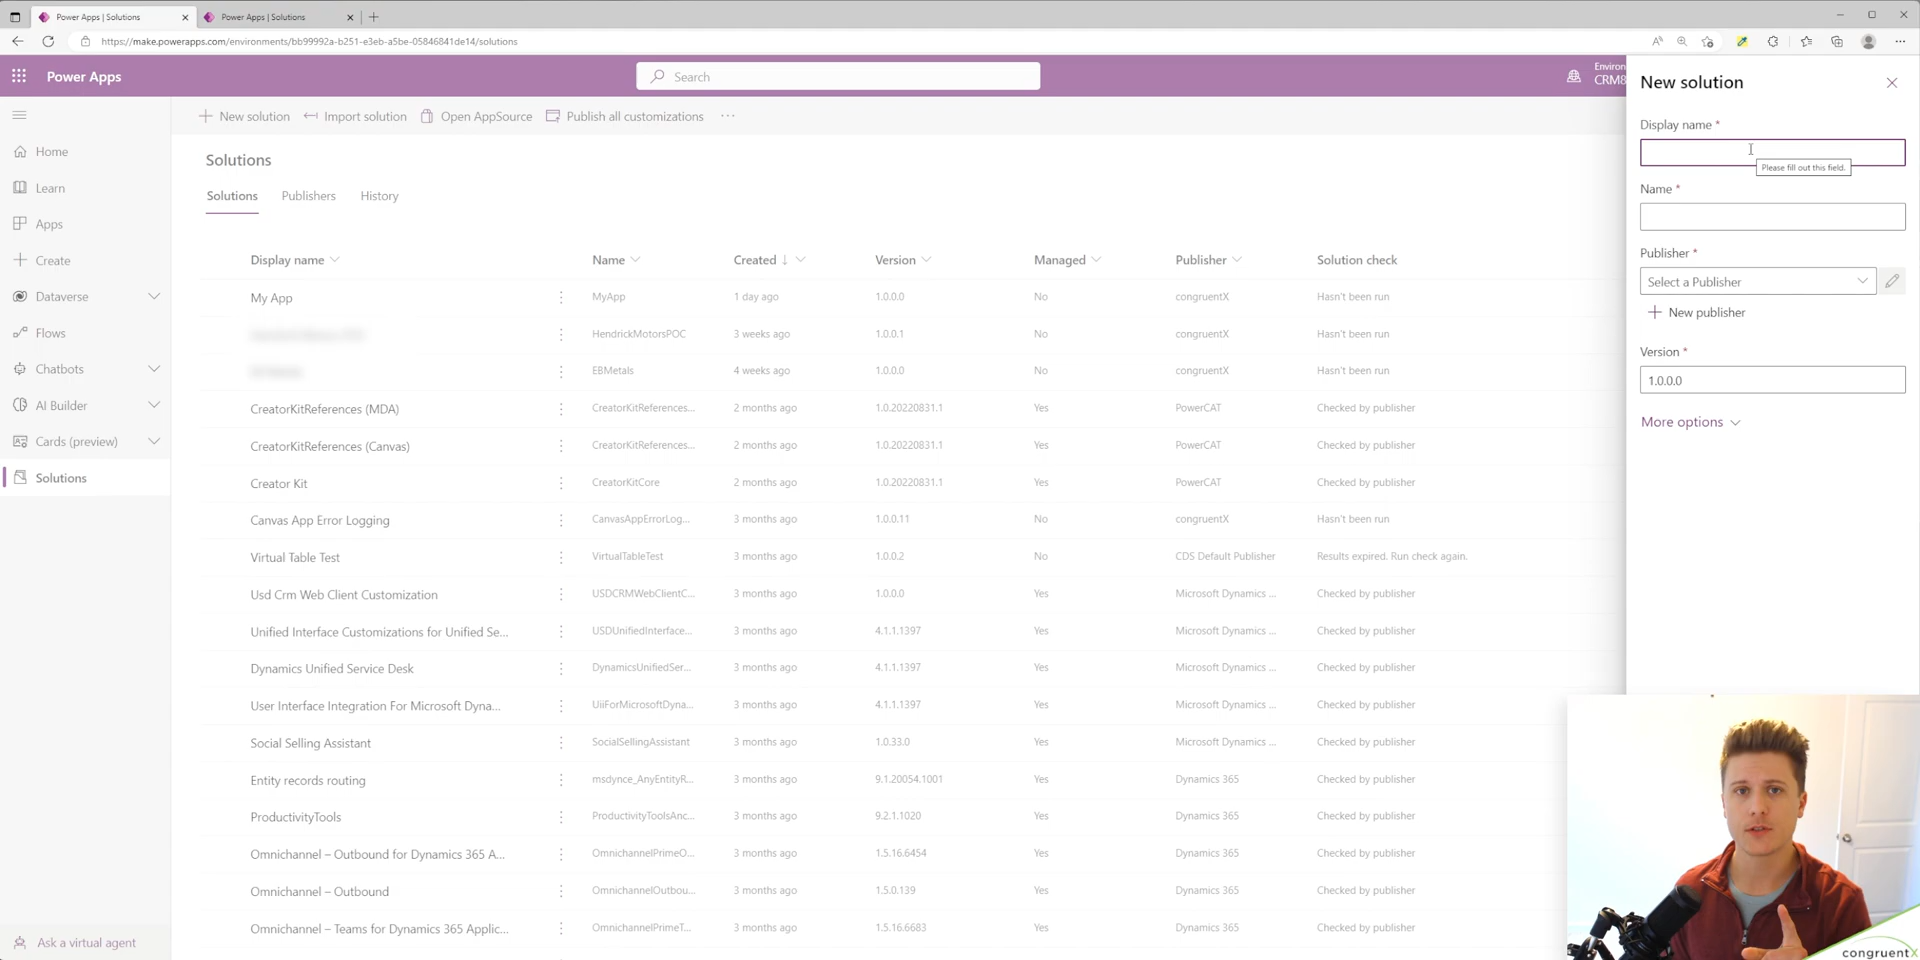 Power Apps | Solutions
Power Apps | Solutions
https://make.powerapps.com/environments/bb99992a-b251-e3eb-a5be-05846841de14/solutions
Power Apps
Search
Environ
CRM8
New solution
Import solution
Open AppSource
Publish all customizations
Home
Learn
Apps
Create
Dataverse
Flows
Chatbots
AI Builder
Cards (preview)
Solutions
Ask a virtual agent
Solutions
Solutions Publishers History
Display name Name Created ↓ Version Managed Publisher Solution check
My App MyApp 1 day ago 1.0.0.0 No congruentX Hasn't been run
HendrickMotorsPOC 3 weeks ago 1.0.0.1 No congruentX Hasn't been run
EBMetals 4 weeks ago 1.0.0.0 No congruentX Hasn't been run
CreatorKitReferences (MDA) CreatorKitReferences... 2 months ago 1.0.20220831.1 Yes PowerCAT Checked by publisher
CreatorKitReferences (Canvas) CreatorKitReferences... 2 months ago 1.0.20220831.1 Yes PowerCAT Checked by publisher
Creator Kit CreatorKitCore 2 months ago 1.0.20220831.1 Yes PowerCAT Checked by publisher
Canvas App Error Logging CanvasAppErrorLog... 3 months ago 1.0.0.11 No congruentX Hasn't been run
Virtual Table Test VirtualTableTest 3 months ago 1.0.0.2 No CDS Default Publisher Results expired. Run check again.
Usd Crm Web Client Customization USDCRMWebClientC... 3 months ago 1.0.0.0 Yes Microsoft Dynamics ... Checked by publisher
Unified Interface Customizations for Unified Se... USDUnifiedInterface... 3 months ago 4.1.1.1397 Yes Microsoft Dynamics ... Checked by publisher
Dynamics Unified Service Desk DynamicsUnifiedSer... 3 months ago 4.1.1.1397 Yes Microsoft Dynamics ... Checked by publisher
User Interface Integration For Microsoft Dyna... UiiForMicrosoftDyna... 3 months ago 4.1.1.1397 Yes Microsoft Dynamics ... Checked by publisher
Social Selling Assistant SocialSellingAssistant 3 months ago 1.0.33.0 Yes Microsoft Dynamics ... Checked by publisher
Entity records routing msdynce_AnyEntityR... 3 months ago 9.1.20054.1001 Yes Dynamics 365 Checked by publisher
ProductivityTools ProductivityToolsAnc... 3 months ago 9.2.1.1020 Yes Dynamics 365 Checked by publisher
Omnichannel – Outbound for Dynamics 365 A... OmnichannelPrimeO... 3 months ago 1.5.16.6454 Yes Dynamics 365 Checked by publisher
Omnichannel – Outbound OmnichannelOutbou... 3 months ago 1.5.0.139 Yes Dynamics 365 Checked by publisher
Omnichannel – Teams for Dynamics 365 Applic... OmnichannelPrimeT... 3 months ago 1.5.16.6683 Yes Dynamics 365 Checked by publisher
New solution
Display name *
Please fill out this field.
Name *
Publisher *
Select a Publisher
New publisher
Version *
1.0.0.0
More options
congruentX